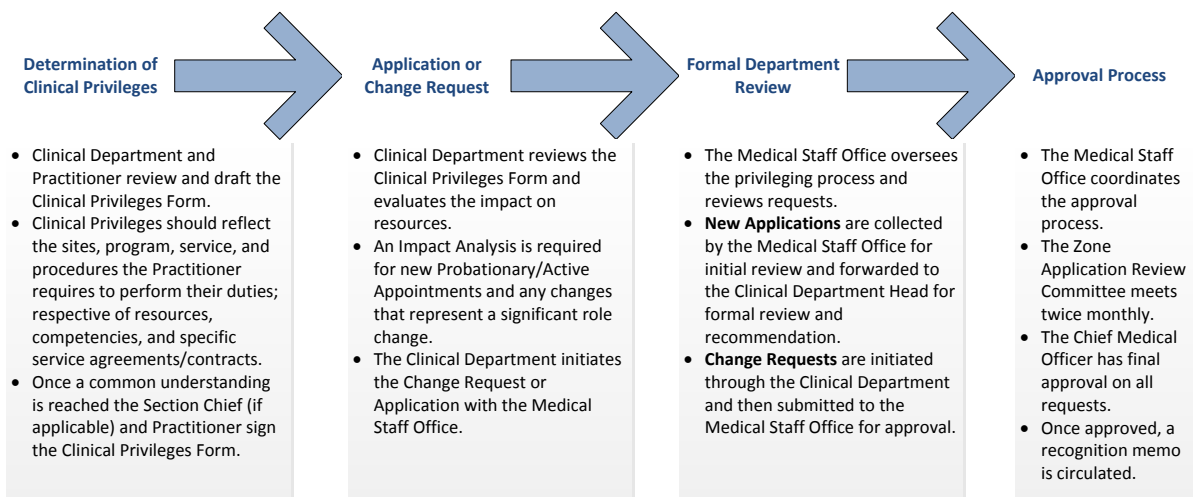 Determination of
Clinical Privileges
Application or
Change Request
Formal Department
Review
Approval Process
• Clinical Department and
Practitioner review and draft the
Clinical Privileges Form.
• Clinical Privileges should reflect
the sites, program, service, and
procedures the Practitioner
requires to perform their duties;
respective of resources,
competencies, and specific
service agreements/contracts.
• Once a common understanding
is reached the Section Chief (if
applicable) and Practitioner sign
the Clinical Privileges Form.
• Clinical Department reviews the
Clinical Privileges Form and
evaluates the impact on
resources.
• An Impact Analysis is required
for new Probationary/Active
Appointments and any changes
that represent a significant role
change.
• The Clinical Department initiates
the Change Request or
Application with the Medical
Staff Office.
• The Medical Staff Office oversees
the privileging process and
reviews requests.
• New Applications are collected
by the Medical Staff Office for
initial review and forwarded to
the Clinical Department Head for
formal review and
recommendation.
• Change Requests are initiated
through the Clinical Department
and then submitted to the
Medical Staff Office for approval.
• The Medical Staff
Office coordinates
the approval
process.
• The Zone
Application Review
Committee meets
twice monthly.
• The Chief Medical
Officer has final
approval on all
requests.
• Once approved, a
recognition memo
is circulated.